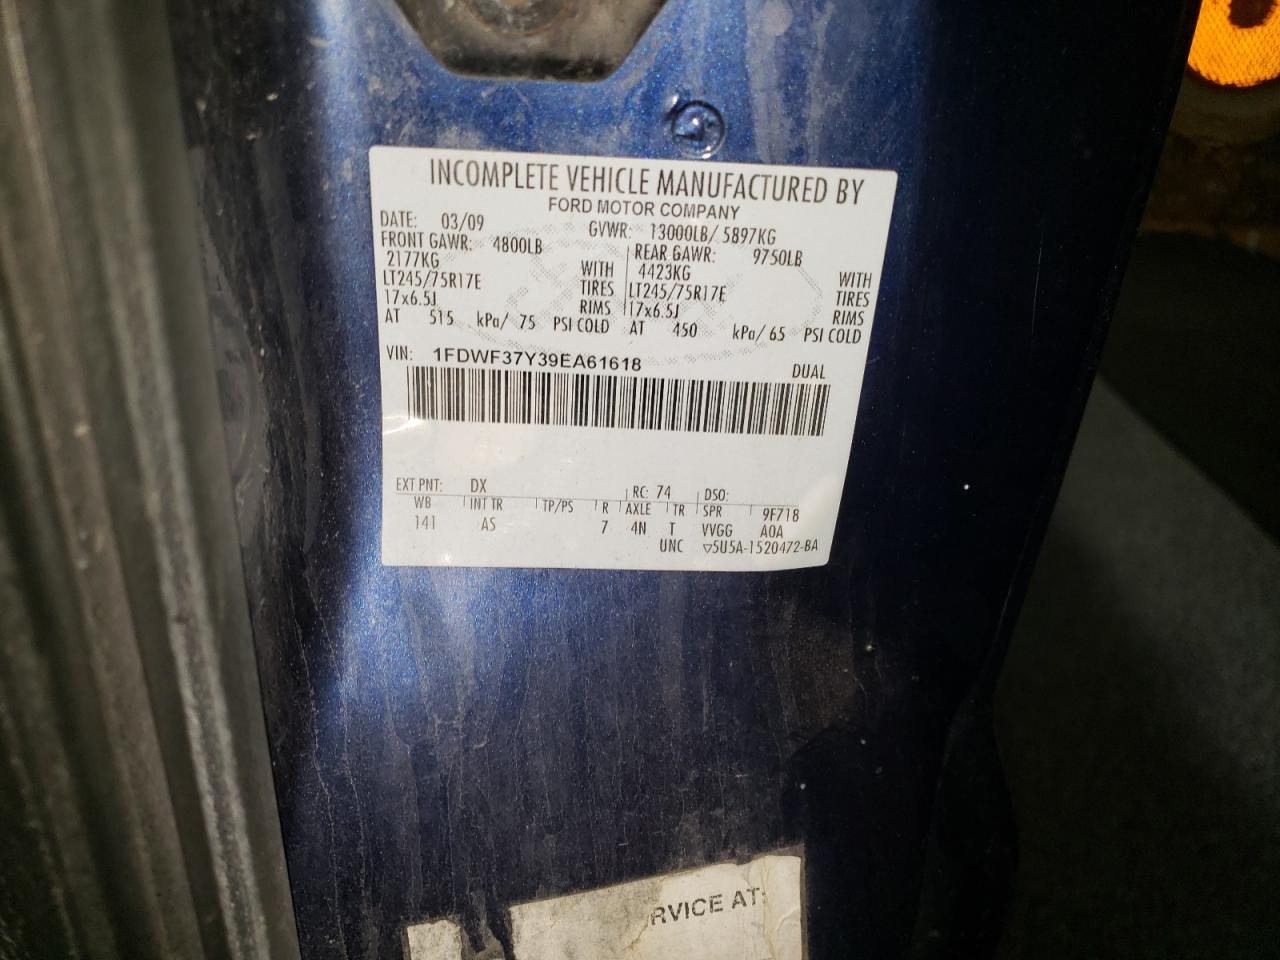 INCOMPLETE VEHICLE MANUFACTURED BY
FORD MOTOR COMPANY
DATE: 03/09 GVWR: 13000LB/ 5897KG
FRONT GAWR: 4800LB REAR GAWR: 9750LB
2177KG WITH 4423KG WITH
LT245/75R17E TIRES LT245/75R17E TIRES
17x6.5J RIMS 17x6.5J RIMS
AT 515 kPa/ 75 PSI COLD AT 450 kPa/ 65 PSI COLD
VIN: 1FDWF37Y39EA61618 DUAL
EXT PNT: DX RC: 74 DSO:
WB INT TR TP/PS R AXLE TR SPR 9F718
141 AS 7 4N T VVGG A0A
UNC ▽5U5A-1520472-BA
RVICE AT: